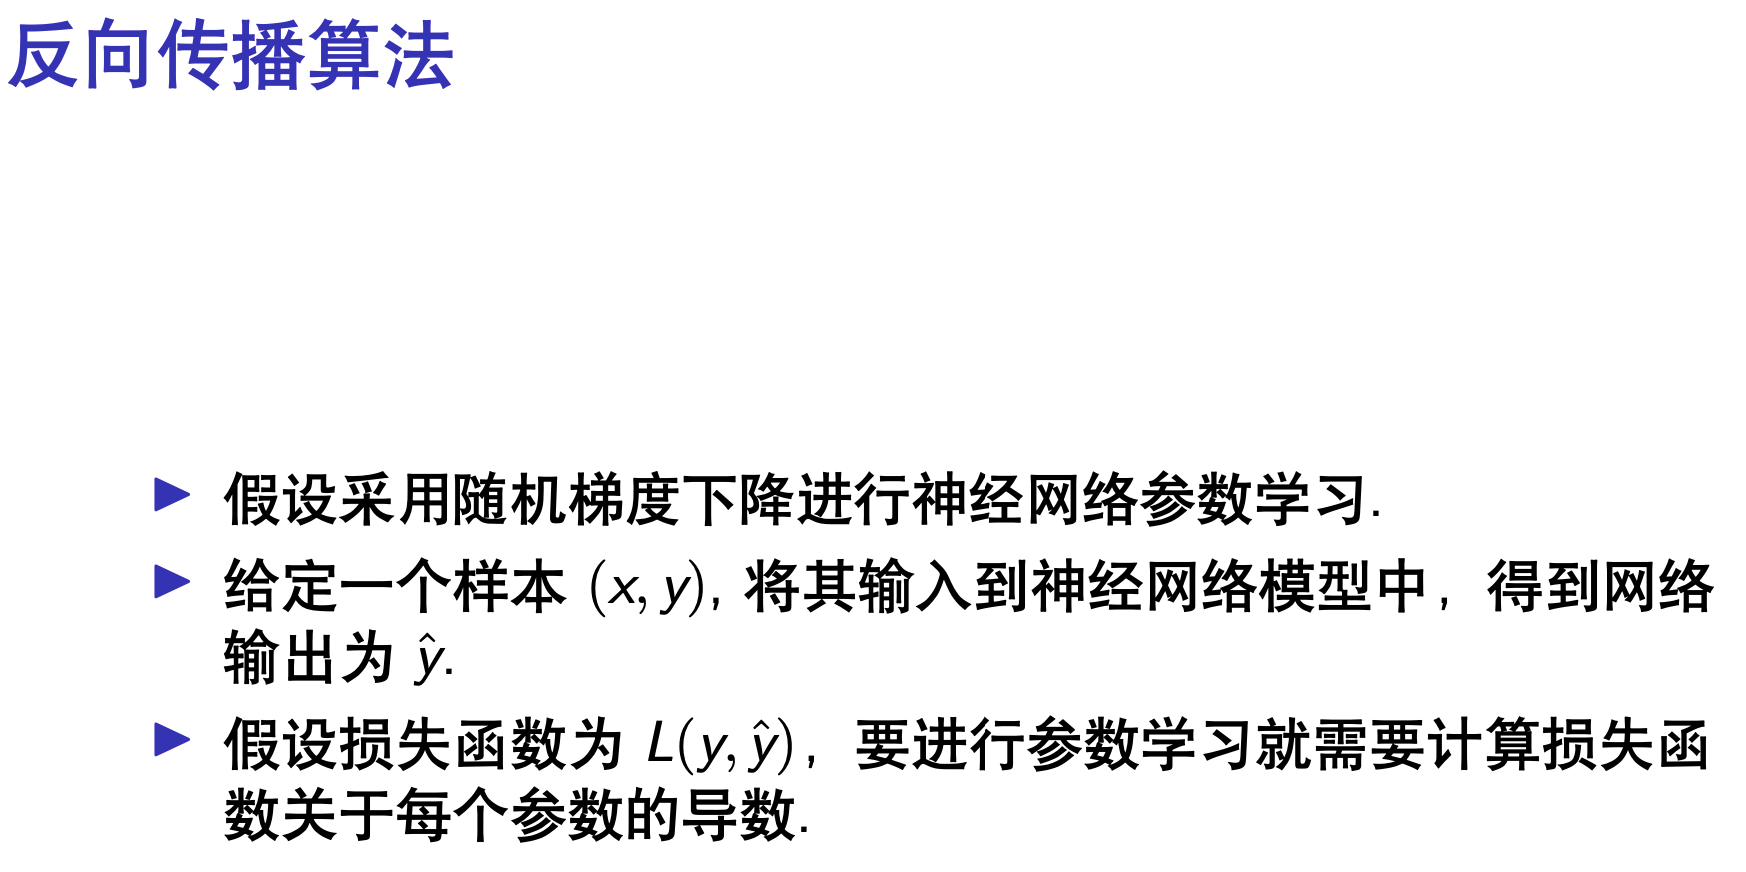 反向传播算法
▶ 假设采用随机梯度下降进行神经网络参数学习.
▶ 给定一个样本 (x, y), 将其输入到神经网络模型中，得到网络
输出为 ŷ.
▶ 假设损失函数为 L(y, ŷ)，要进行参数学习就需要计算损失函
数关于每个参数的导数.